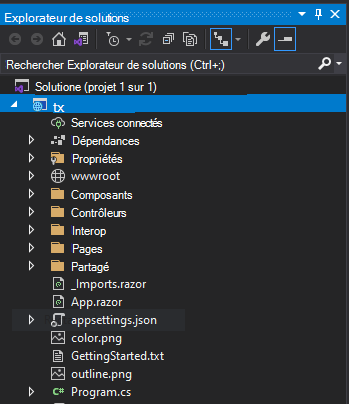 Explorateur de solutions
Rechercher Explorateur de solutions (Ctrl+;)
Solutione (projet 1 sur 1)
tx
Services connectés
Dépendances
Propriétés
wwwroot
Composants
Contrôleurs
Interop
Pages
Partagé
_Imports.razor
App.razor
appsettings.json
color.png
GettingStarted.txt
outline.png
C# Program.cs